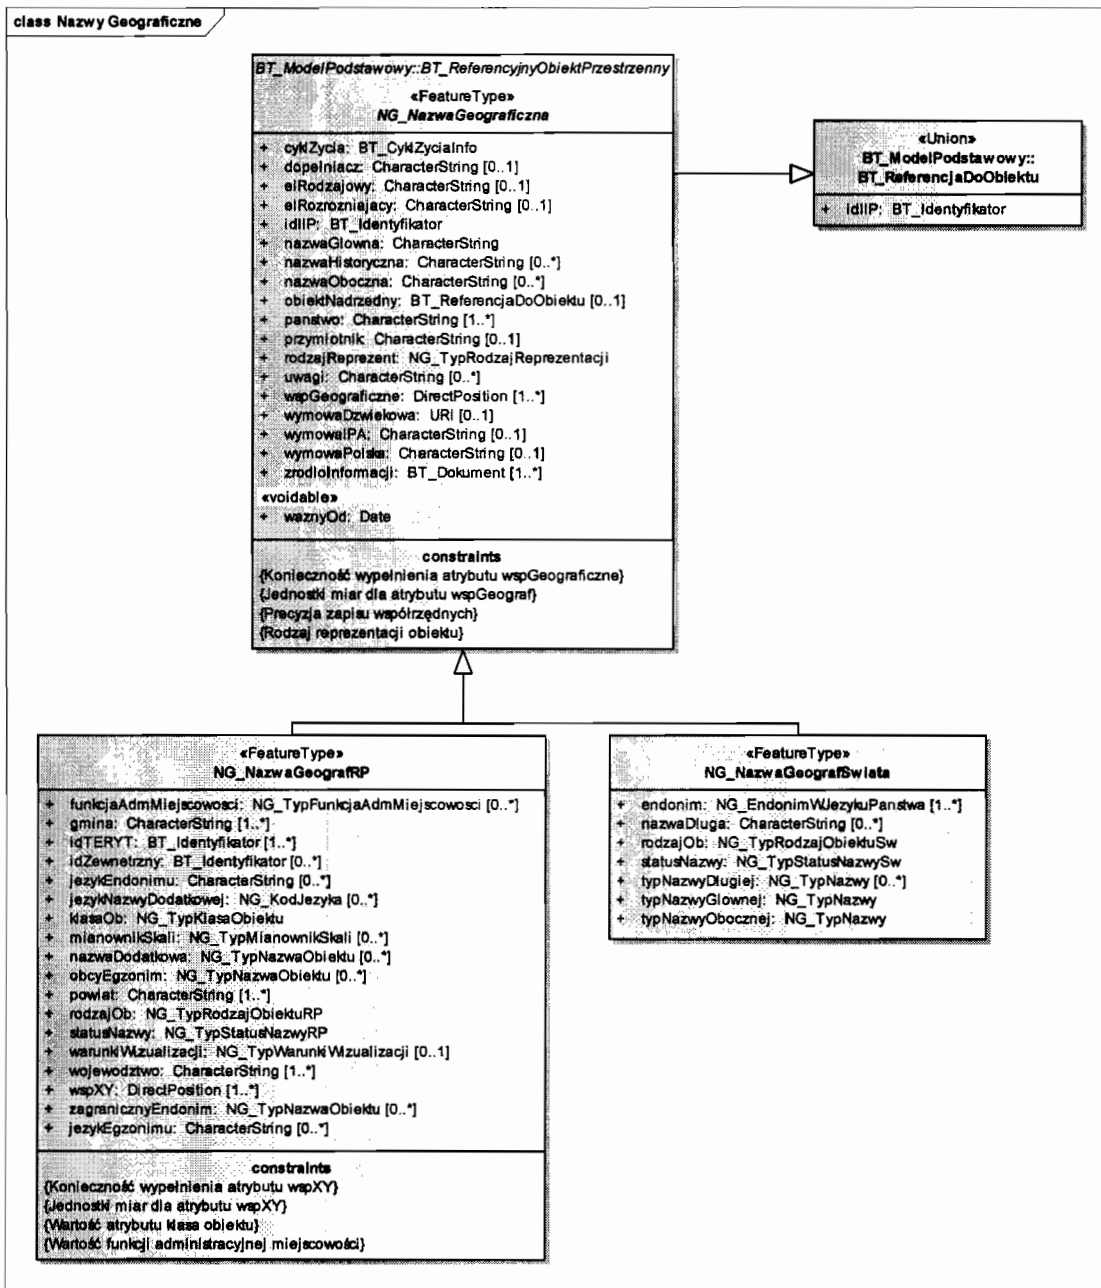 class Nazwy Geograficzne
BT_ModelPodstawowy::BT_ReferencyjnyObiektPrzestrzenny
«FeatureType»
NG_NazwaGeograficzna
+ cyklZycia: BT_CyklZyciaInfo
+ dopelniacz: CharacterString [0..1]
+ elRodzajowy: CharacterString [0..1]
+ elRozrozniajacy: CharacterString [0..1]
+ idIIP: BT_Identyfikator
+ nazwaGlowna: CharacterString
+ nazwaHistoryczna: CharacterString [0..*]
+ nazwaOboczna: CharacterString [0..*]
+ obiektNadrzedny: BT_ReferencjaDoObiektu [0..1]
+ panstwo: CharacterString [1..*]
+ przymiotnik: CharacterString [0..1]
+ rodzajReprezent: NG_TypRodzajReprezentacji
+ uwagi: CharacterString [0..*]
+ wspGeograficzne: DirectPosition [1..*]
+ wymowaDzwiekowa: URI [0..1]
+ wymowaIPA: CharacterString [0..1]
+ wymowaPolska: CharacterString [0..1]
+ zrodloInformacji: BT_Dokument [1..*]
«voidable»
+ waznyOd: Date
constraints
{Konieczność wypełnienia atrybutu wspGeograficzne}
{Jednostki miar dla atrybutu wspGeograf}
{Precyzja zapisu współrzędnych}
{Rodzaj reprezentacji obiektu}
«Union»
BT_ModelPodstawowy::
BT_ReferencjaDoObiektu
+ idIIP: BT_Identyfikator
«FeatureType»
NG_NazwaGeografRP
+ funkcjaAdmMiejscowosci: NG_TypFunkcjaAdmMiejscowosci [0..*]
+ gmina: CharacterString [1..*]
+ idTERYT: BT_Identyfikator [1..*]
+ idZewnetrzny: BT_Identyfikator [0..*]
+ jezykEndonimu: CharacterString [0..*]
+ jezykNazwyDodatkowej: NG_KodJezyka [0..*]
+ klasaOb: NG_TypKlasaObiektu
+ mianownikSkali: NG_TypMianownikSkali [0..*]
+ nazwaDodatkowa: NG_TypNazwaObiektu [0..*]
+ obcyEgzonim: NG_TypNazwaObiektu [0..*]
+ powiat: CharacterString [1..*]
+ rodzajOb: NG_TypRodzajObiektuRP
+ statusNazwy: NG_TypStatusNazwyRP
+ warunkiWizualizacji: NG_TypWarunkiWizualizacji [0..1]
+ wojewodztwo: CharacterString [1..*]
+ wspXY: DirectPosition [1..*]
+ zagranicznyEndonim: NG_TypNazwaObiektu [0..*]
+ jezykEgzonimu: CharacterString [0..*]
constraints
{Konieczność wypełnienia atrybutu wspXY}
{Jednostki miar dla atrybutu wspXY}
{Wartość atrybutu klasa obiektu}
{Wartość funkcji administracyjnej miejscowości}
«FeatureType»
NG_NazwaGeografSwiata
+ endonim: NG_EndonimWJezykuPanstwa [1..*]
+ nazwaDluga: CharacterString [0..*]
+ rodzajOb: NG_TypRodzajObiektuSw
+ statusNazwy: NG_TypStatusNazwySw
+ typNazwyDlugiej: NG_TypNazwy [0..*]
+ typNazwyGlownej: NG_TypNazwy
+ typNazwyObocznej: NG_TypNazwy